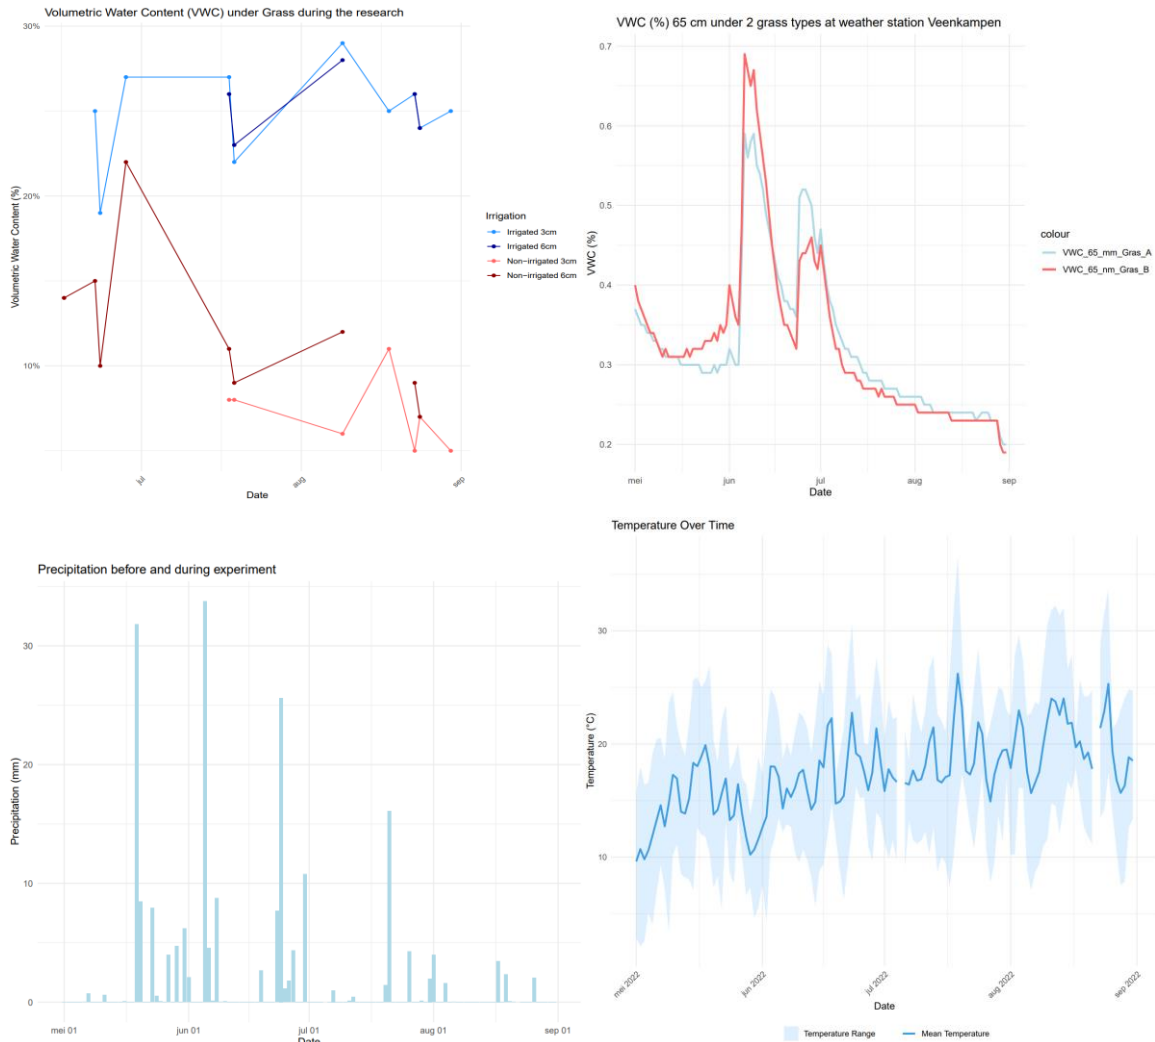 Volumetric Water Content (VWC) under Grass during the research
30%
20%
10%
Volumetric Water Content (%)
jul
aug
sep
Date
Irrigation
Irrigated 3cm
Irrigated 6cm
Non-irrigated 3cm
Non-irrigated 6cm
VWC (%) 65 cm under 2 grass types at weather station Veenkampen
0.7
0.6
0.5
0.4
0.3
0.2
VWC (%)
mei
jun
jul
aug
sep
Date
colour
VWC_65_mm_Gras_A
VWC_65_nm_Gras_B
Precipitation before and during experiment
30
20
10
0
Precipitation (mm)
mei 01
jun 01
jul 01
aug 01
sep 01
Date
Temperature Over Time
30
20
10
Temperature (°C)
mei 2022
jun 2022
jul 2022
aug 2022
sep 2022
Date
Temperature Range
Mean Temperature